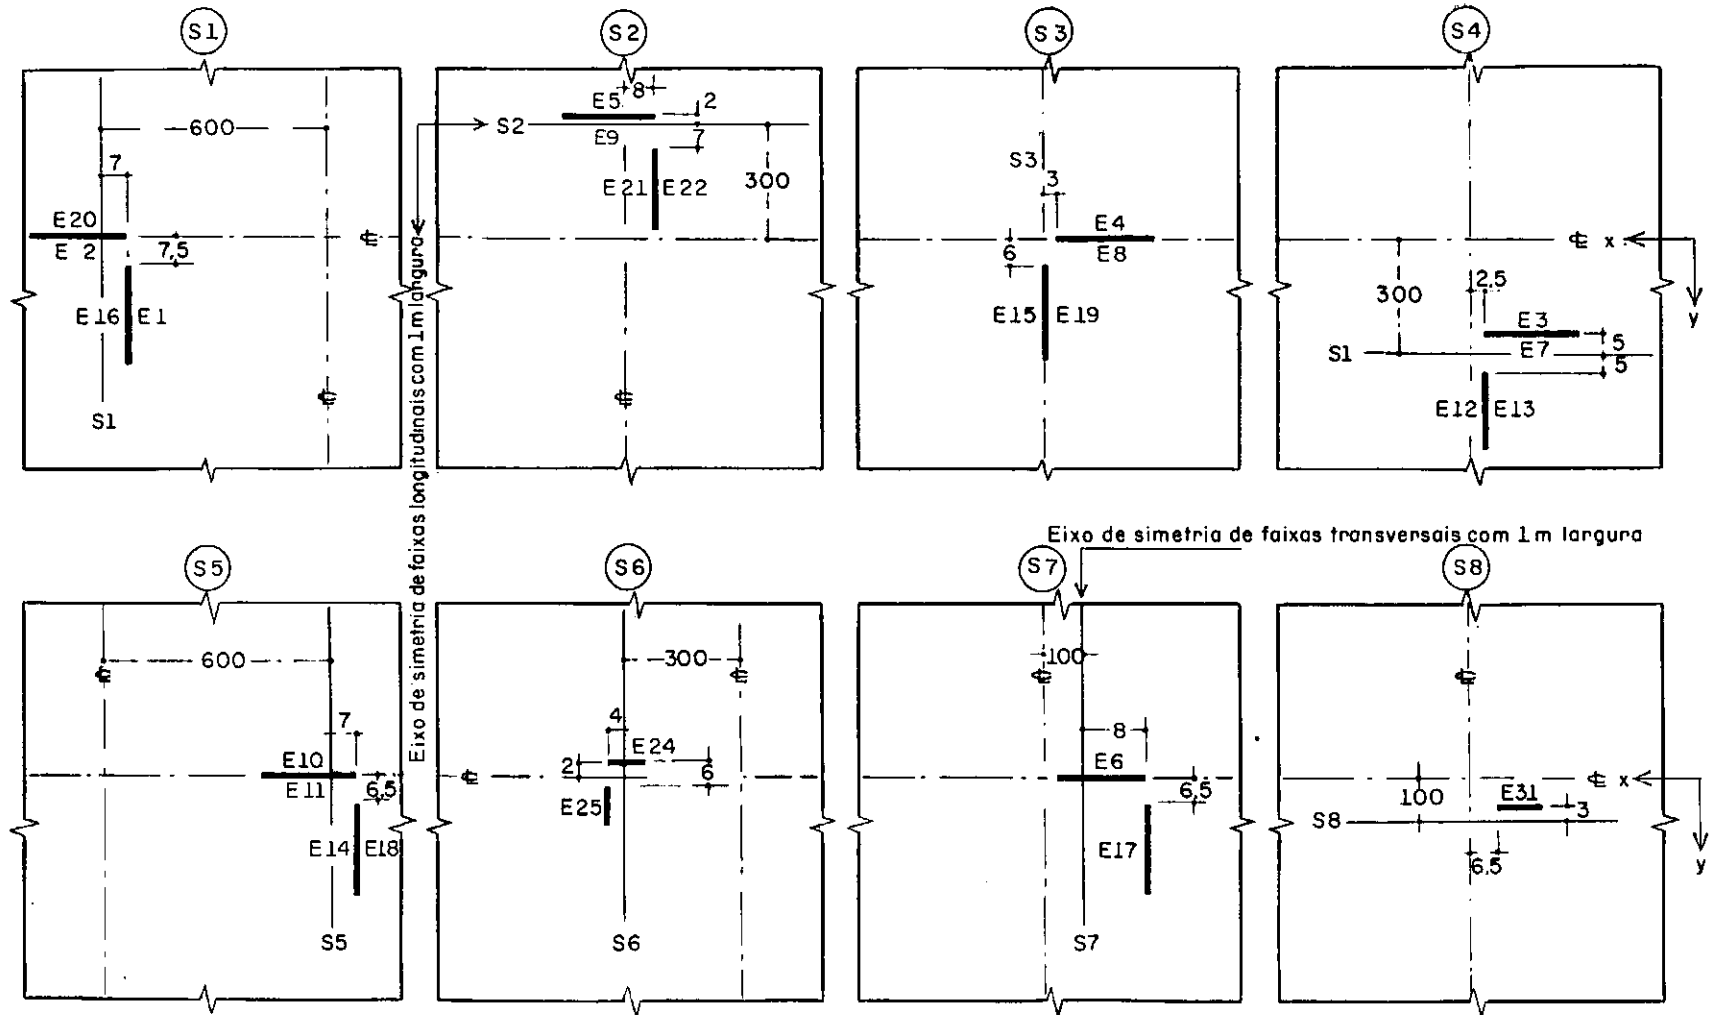 S1
600
7
E20
E 2
7,5
E16
E1
S1
℄
℄
Eixo de simetria de faixas longitudinais com 1m largura
S2
8
E5
2
S2
E9
7
E21
E22
300
℄
S3
S3
3
E4
E8
6
E15
E19
S4
℄ x
y
2,5
300
E3
5
S1
E7
5
E12
E13
Eixo de simetria de faixas transversais com 1m largura
S5
600
℄
7
E10
E11
6,5
E14
E18
S5
S6
300
℄
4
E24
2
6
℄
E25
S6
S7
100
℄
8
E6
6,5
E17
S7
S8
℄
℄ x
y
100
E31
3
S8
6,5